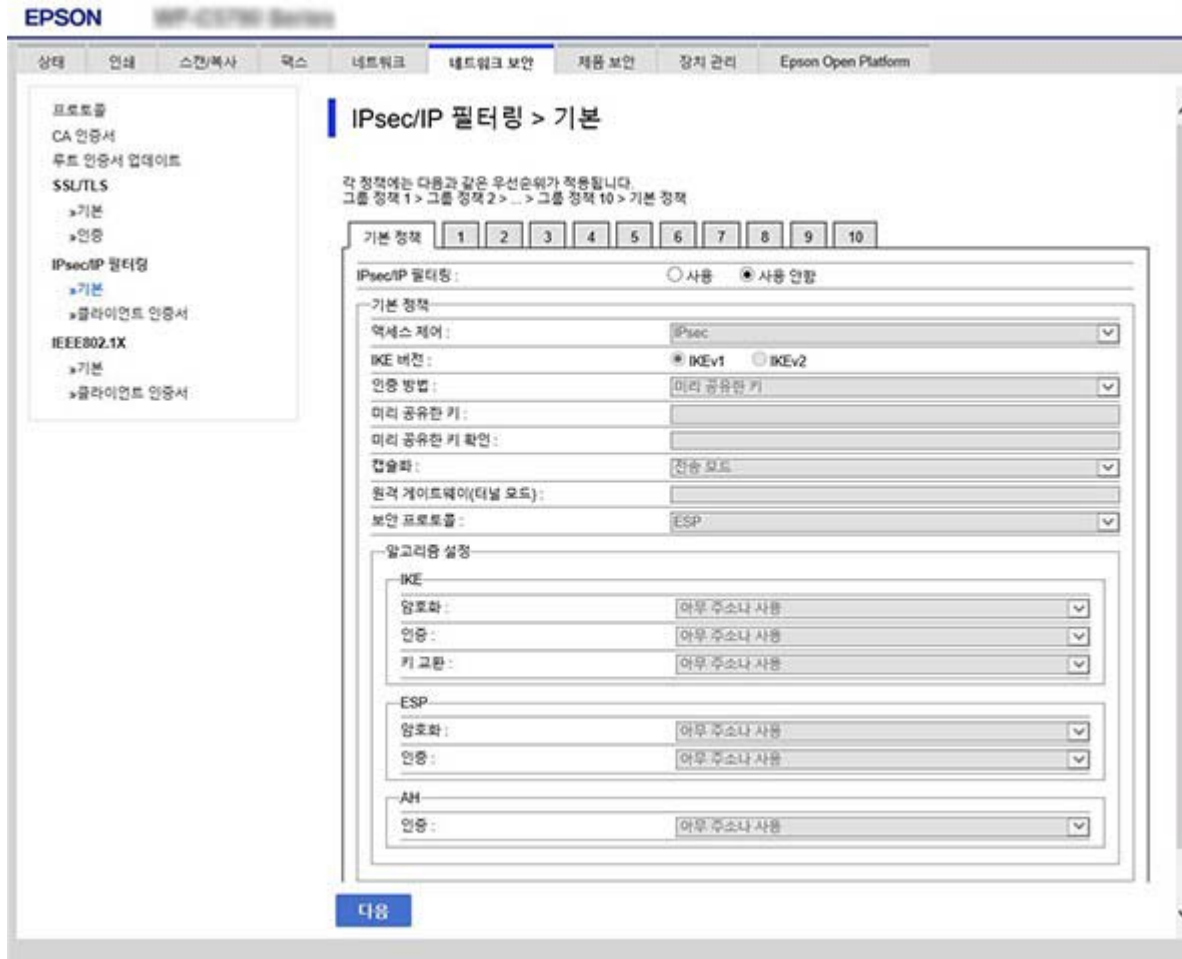 EPSON
상태 인쇄 스캔/복사 팩스 네트워크 네트워크 보안 제품 보안 장치 관리 Epson Open Platform
프로토콜
CA 인증서
루트 인증서 업데이트
SSL/TLS
»기본
»인증
IPsec/IP 필터링
»기본
»클라이언트 인증서
IEEE802.1X
»기본
»클라이언트 인증서
IPsec/IP 필터링 > 기본
각 정책에는 다음과 같은 우선순위가 적용됩니다.
그룹 정책 1 > 그룹 정책 2 > ... > 그룹 정책 10 > 기본 정책
기본 정책 1 2 3 4 5 6 7 8 9 10
IPsec/IP 필터링 : 사용 사용 안함
기본 정책
액세스 제어 : IPsec
IKE 버전 : IKEv1 IKEv2
인증 방법 : 미리 공유한 키
미리 공유한 키 :
미리 공유한 키 확인 :
캡슐화 : 전송 모드
원격 게이트웨이(터널 모드) :
보안 프로토콜 : ESP
알고리즘 설정
IKE
암호화 : 아무 주소나 사용
인증 : 아무 주소나 사용
키 교환 : 아무 주소나 사용
ESP
암호화 : 아무 주소나 사용
인증 : 아무 주소나 사용
AH
인증 : 아무 주소나 사용
다음